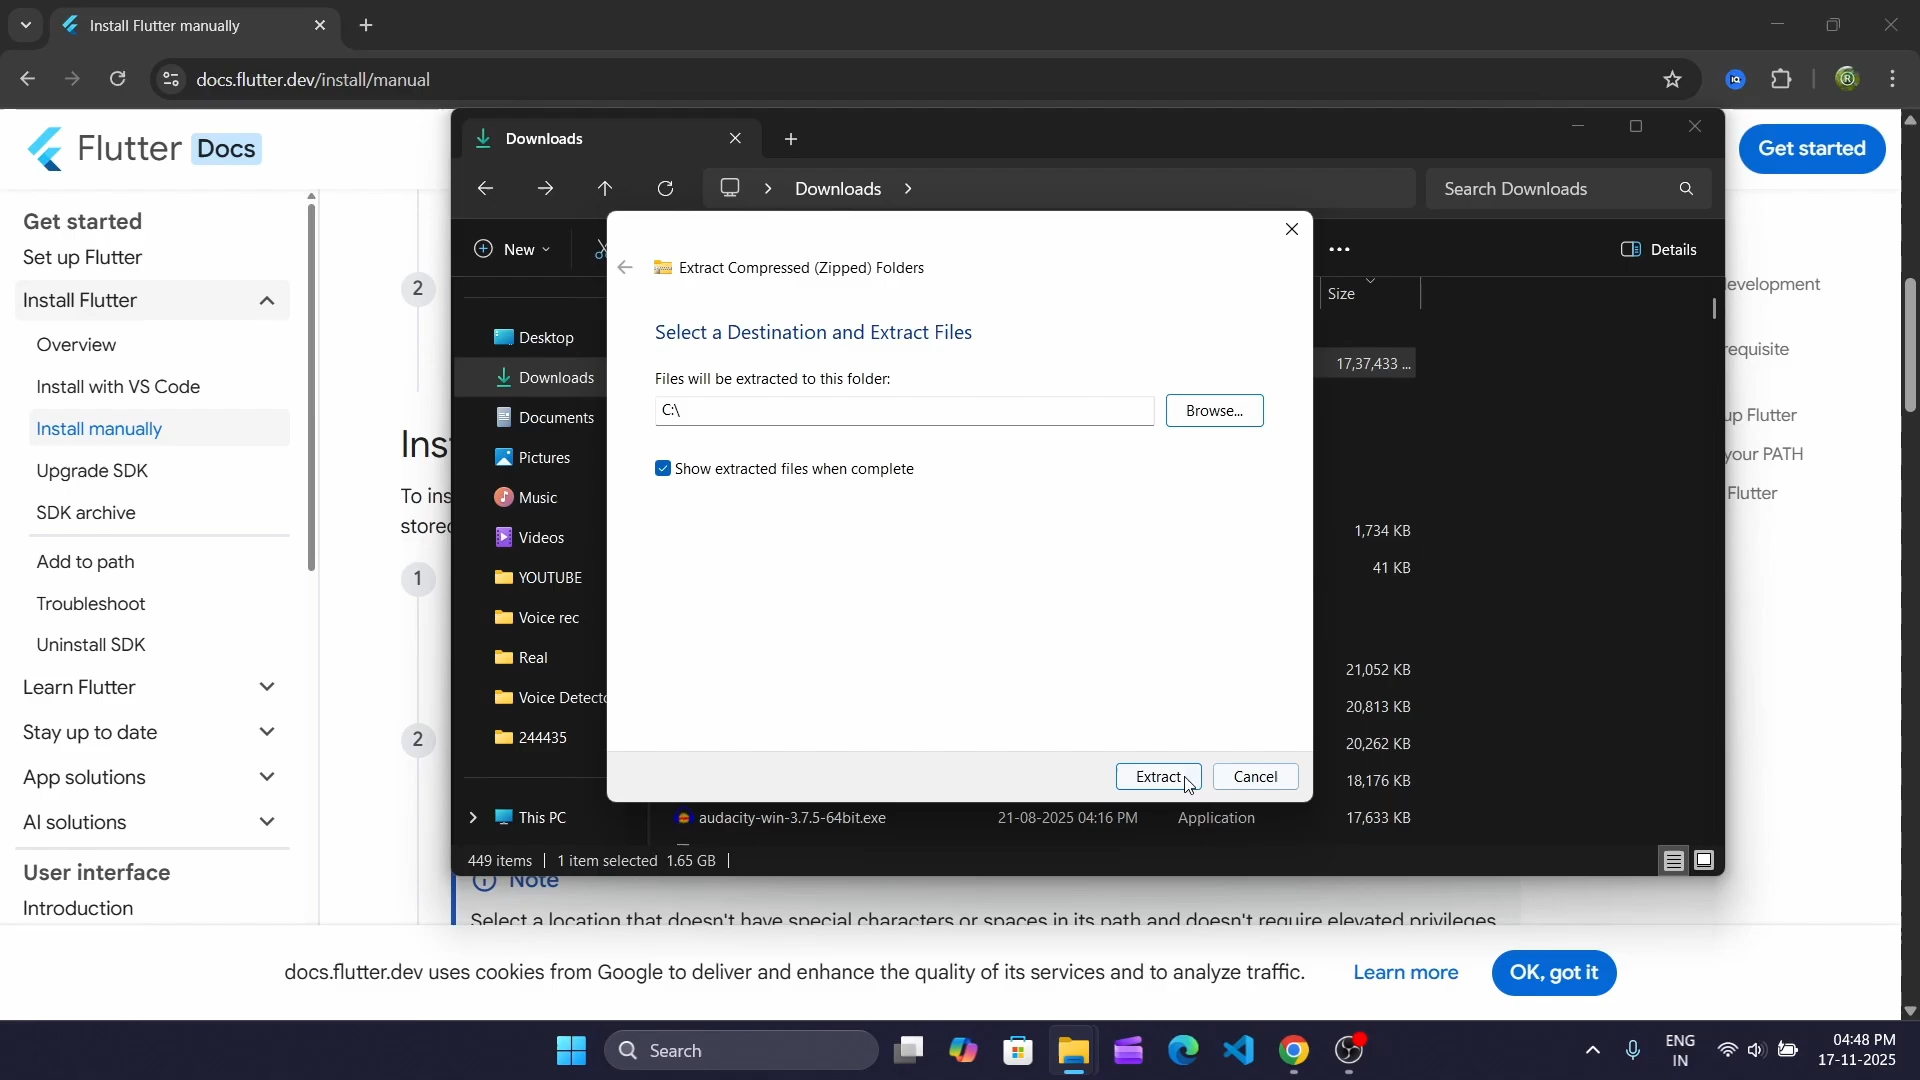 Install Flutter manually
docs.flutter.dev/install/manual
Flutter Docs
Get started
Get started
Set up Flutter
Install Flutter
Overview
Install with VS Code
Install manually
Upgrade SDK
SDK archive
Add to path
Troubleshoot
Uninstall SDK
Learn Flutter
Stay up to date
App solutions
AI solutions
User interface
Introduction
2
To ins
1
2
Downloads
Downloads
Search Downloads
New
Details
Size
Desktop
Downloads
Documents
Pictures
Music
Videos
YOUTUBE
Voice rec
Real
Voice Detecto
244435
This PC
17,37,433 ...
1,734 KB
41 KB
21,052 KB
20,813 KB
20,262 KB
18,176 KB
audacity-win-3.7.5-64bit.exe 21-08-2025 04:16 PM Application 17,633 KB
449 items 1 item selected 1.65 GB
Extract Compressed (Zipped) Folders
Select a Destination and Extract Files
Files will be extracted to this folder:
C:\
Browse...
Show extracted files when complete
Extract
Cancel
up Flutter
your PATH
Flutter
Note
Select a location that doesn't have special characters or spaces in its path and doesn't require elevated privileges
docs.flutter.dev uses cookies from Google to deliver and enhance the quality of its services and to analyze traffic.
Learn more
OK, got it
Search
ENG
IN
04:48 PM
17-11-2025